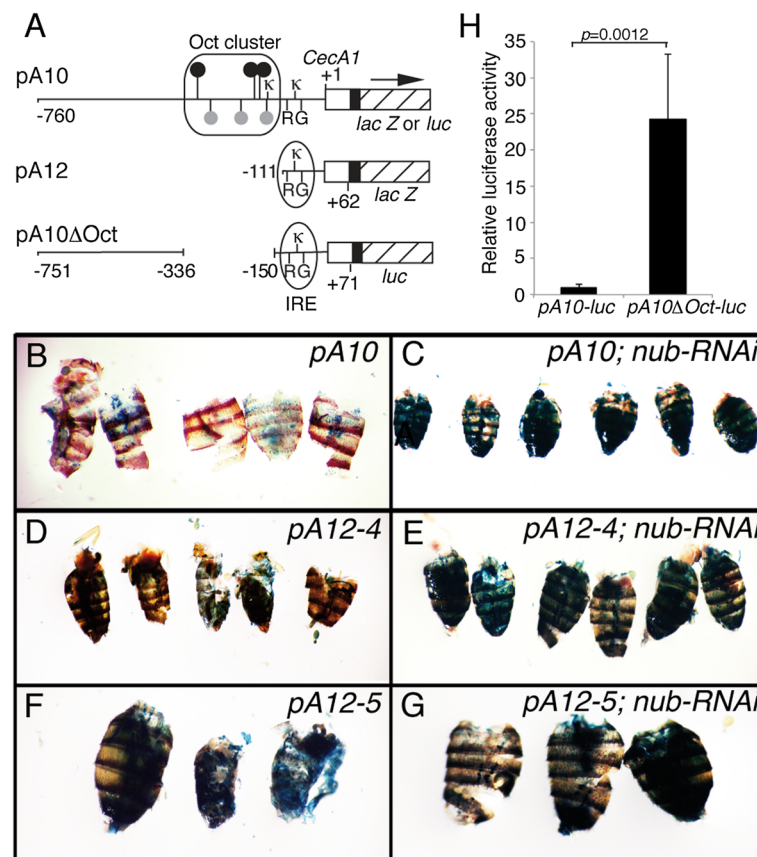 A
Oct cluster
CecA1
pA10
κ κ
+1
-760
RG
lac Z or luc
pA12
κ
-111
RG
+62
lac Z
pA10ΔOct
κ
-751
-336
-150
RG
+71
luc
IRE
H
p=0.0012
35
30
25
20
15
10
5
0
Relative luciferase activity
pA10-luc
pA10ΔOct-luc
B
pA10
C
pA10; nub-RNAi
A
D
pA12-4
E
pA12-4; nub-RNAi
F
pA12-5
G
pA12-5; nub-RNAi